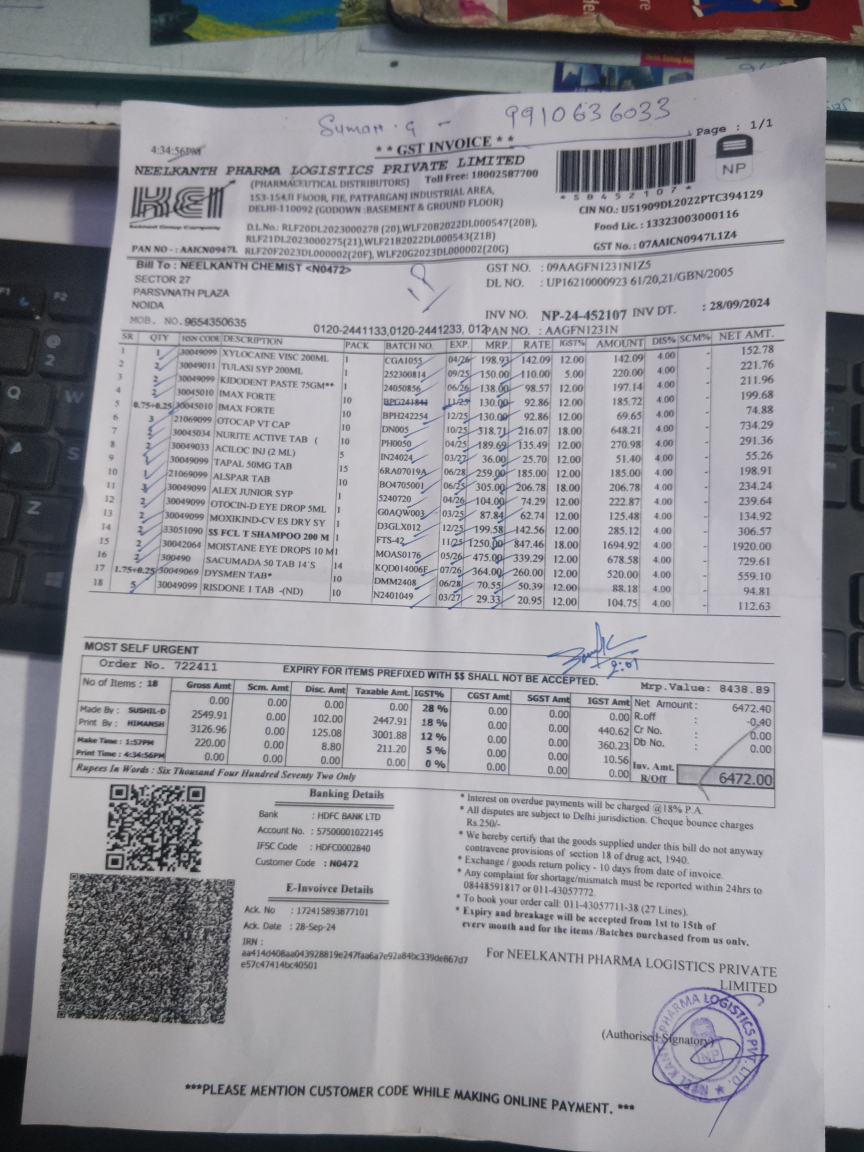 Suman. G - 9910636033
Page : 1/1
4:34:56PM
* * GST INVOICE * *
NEELKANTH PHARMA LOGISTICS PRIVATE LIMITED
Toll Free: 18002587700
(PHARMACEUTICAL DISTRIBUTORS)
153-154,II FLOOR, FIE, PATPARGANJ INDUSTRIAL AREA,
DELHI-110092 (GODOWN :BASEMENT & GROUND FLOOR)
*SB452107*
NP
CIN NO.: U51909DL2022PTC394129
Food Lic. : 13323003000116
GST No. : 07AAICN0947L1Z4
D.L.No.: RLF20DL2023000278 (20),WLF20B2022DL000547(20B),
RLF21DL2023000275(21),WLF21B2022DL000543(21B)
PAN NO - : AAICN0947L RLF20F2023DL000002(20F), WLF20G2023DL000002(20G)
Bill To : NEELKANTH CHEMIST <N0472>
SECTOR 27
PARSVNATH PLAZA
NOIDA
MOB. NO. 9654350635
0120-2441133,0120-2441233, 012
GST NO. : 09AAGFN1231N1Z5
DL NO. : UP16210000923 61/20,21/GBN/2005
INV NO. NP-24-452107 INV DT. : 28/09/2024
PAN NO. : AAGFN1231N
SR QTY HSN CODE DESCRIPTION PACK BATCH NO. EXP. MRP RATE IGST% AMOUNT DIS% SCM% NET AMT.
1 1 30049099 XYLOCAINE VISC 200ML 1 CGA1055 04/26 198.93 142.09 12.00 142.09 4.00 - 152.78
2 2 30049011 TULASI SYP 200ML 1 252300814 09/25 150.00 110.00 5.00 220.00 4.00 - 221.76
3 2 30049099 KIDODENT PASTE 75GM** 1 24050856 06/26 138.00 98.57 12.00 197.14 4.00 - 211.96
4 2 30045010 IMAX FORTE 10 BPG241844 11/25 130.00 92.86 12.00 185.72 4.00 - 199.68
5 0.75+0.25 30045010 IMAX FORTE 10 BPH242254 12/25 130.00 92.86 12.00 69.65 4.00 - 74.88
6 3 21069099 OTOCAP VT CAP 10 DN005 10/25 318.71 216.07 18.00 648.21 4.00 - 734.29
7 2 30045034 NURITE ACTIVE TAB ( 10 PH0050 04/25 189.69 135.49 12.00 270.98 4.00 - 291.36
8 2 30049033 ACILOC INJ (2 ML) 5 IN24024 03/27 36.00 25.70 12.00 51.40 4.00 - 55.26
9 1 30049099 TAPAL 50MG TAB 15 6RA07019A 06/28 259.00 185.00 12.00 185.00 4.00 - 198.91
10 1 21069099 ALSPAR TAB 10 BO4705001 06/25 305.00 206.78 18.00 206.78 4.00 - 234.24
11 3 30049099 ALEX JUNIOR SYP 1 5240720 04/26 104.00 74.29 12.00 222.87 4.00 - 239.64
12 2 30049099 OTOCIN-D EYE DROP 5ML 1 G0AQW003 03/25 87.84 62.74 12.00 125.48 4.00 - 134.92
13 2 30049099 MOXIKIND-CV ES DRY SY 1 D3GLX012 12/25 199.58 142.56 12.00 285.12 4.00 - 306.57
14 2 33051090 $$ FCL T SHAMPOO 200 M 1 FTS-42 11/25 1250.00 847.46 18.00 1694.92 4.00 - 1920.00
15 2 30042064 MOISTANE EYE DROPS 10 M 1 MOAS0176 05/26 475.00 339.29 12.00 678.58 4.00 - 729.61
16 2 300490 SACUMADA 50 TAB 14`S 14 KQD014006F 07/26 364.00 260.00 12.00 520.00 4.00 - 559.10
17 1.75+0.25 30049069 DYSMEN TAB* 10 DMM2408 06/28 70.55 50.39 12.00 88.18 4.00 - 94.81
18 5 30049099 RISDONE 1 TAB -(ND) 10 N2401049 03/27 29.33 20.95 12.00 104.75 4.00 - 112.63
MOST SELF URGENT
Order No. 722411
EXPIRY FOR ITEMS PREFIXED WITH $$ SHALL NOT BE ACCEPTED.
Mrp.Value: 8438.89
No of Items : 18 Gross Amt Scm. Amt Disc. Amt Taxable Amt. IGST% CGST Amt SGST Amt IGST Amt
0.00 0.00 0.00 0.00 28 % 0.00 0.00 0.00
2549.91 0.00 102.00 2447.91 18 % 0.00 0.00 440.62
3126.96 0.00 125.08 3001.88 12 % 0.00 0.00 360.23
220.00 0.00 8.80 211.20 5 % 0.00 0.00 10.56
0.00 0.00 0.00 0.00 0 % 0.00 0.00 0.00
Made By : SUSHIL-D
Print By : HIMANSH
Make Time : 1:57PM
Print Time : 4:34:56PM
Net Amount : 6472.40
R.off : -0.40
Cr No. : 0.00
Db No. : 0.00
Inv. Amt.
R/Off 6472.00
Rupees In Words : Six Thousand Four Hundred Seventy Two Only
Banking Details
Bank : HDFC BANK LTD
Account No. : 57500001022145
IFSC Code : HDFC0002840
Customer Code : N0472
E-Invoivce Details
Ack. No : 172415893877101
Ack. Date : 28-Sep-24
IRN :
aa414d408aa043928819e247faa6a7e92a84bc339de867d7
e57c47414bc40501
* Interest on overdue payments will be charged @18% P.A.
* All disputes are subject to Delhi jurisdiction. Cheque bounce charges
Rs.250/-
* We hereby certify that the goods supplied under this bill do not anyway
contravene provisions of section 18 of drug act, 1940.
* Exchange / goods return policy - 10 days from date of invoice.
* Any complaint for shortage/mismatch must be reported within 24hrs to
08448591817 or 011-43057772.
* To book your order call: 011-43057711-38 (27 Lines).
* Expiry and breakage will be accepted from 1st to 15th of
every month and for the items /Batches purchased from us only.
For NEELKANTH PHARMA LOGISTICS PRIVATE
LIMITED
(Authorised Signatory)
NEELKANTH PHARMA LOGISTICS PVT. LTD.
NP
***PLEASE MENTION CUSTOMER CODE WHILE MAKING ONLINE PAYMENT. ***